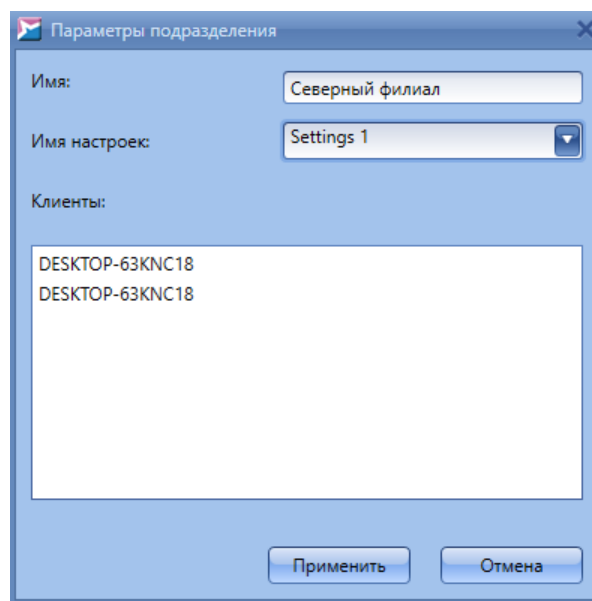 Параметры подразделения
Имя:
Северный филиал
Имя настроек:
Settings 1
Клиенты:
DESKTOP-63KNC18
DESKTOP-63KNC18
Применить
Отмена